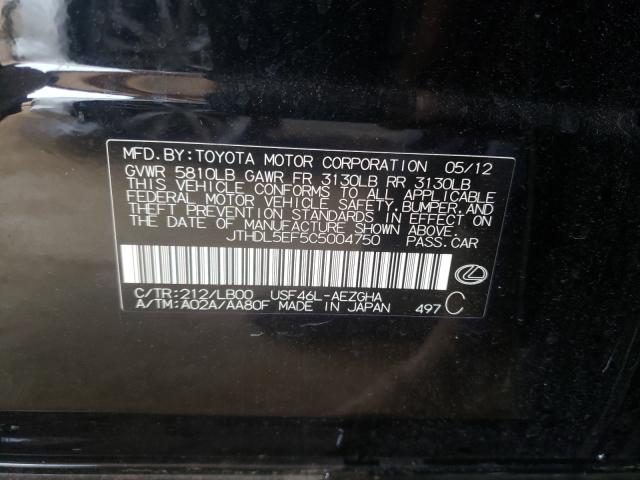 MFD.BY:TOYOTA MOTOR CORPORATION 05/12
GVWR 5810LB GAWR FR 3130LB RR 3130LB
THIS VEHICLE CONFORMS TO ALL APPLICABLE
FEDERAL MOTOR VEHICLE SAFETY,BUMPER,AND
THEFT PREVENTION STANDARDS IN EFFECT ON
THE DATE OF MANUFACTURE SHOWN ABOVE.
JTHDL5EF5C5004750 PASS.CAR
C/TR:212/LB00 USF46L-AEZGHA
A/TM:A02A/AA80F MADE IN JAPAN 497 C